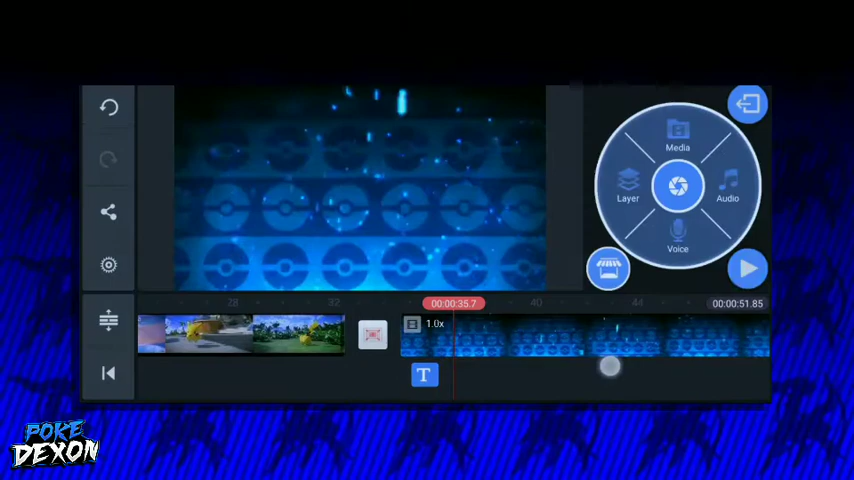 Media
Layer
Audio
Voice
28
32
00:00:35.7
40
44
00:00:51.85
1.0x
T
POKE
DEXON